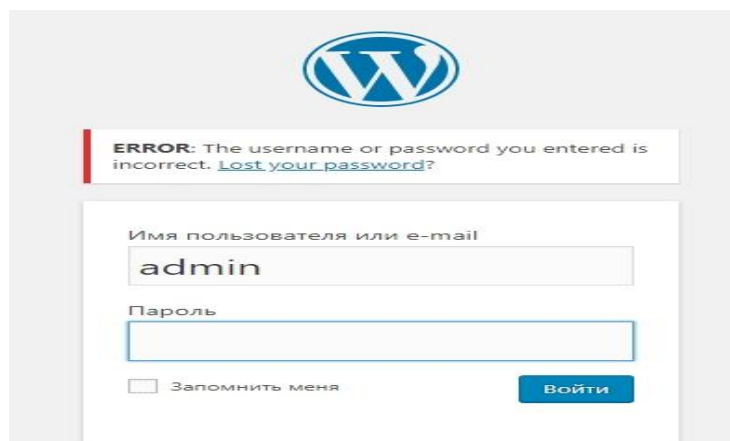 ERROR: The username or password you entered is
incorrect. Lost your password?
Имя пользователя или e-mail
admin
Пароль
Запомнить меня
Войти